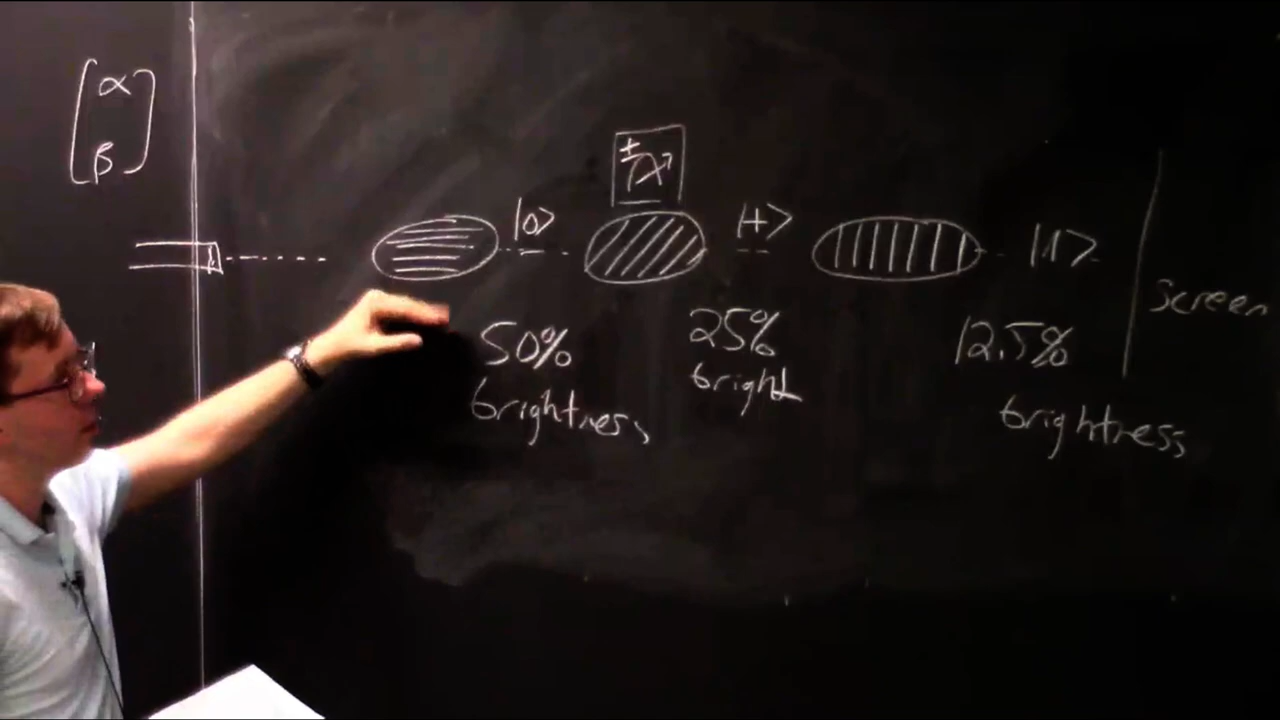 α
β
±
|0>
|+>
|1>
50%
brightness
25%
bright
12.5%
brightness
screen